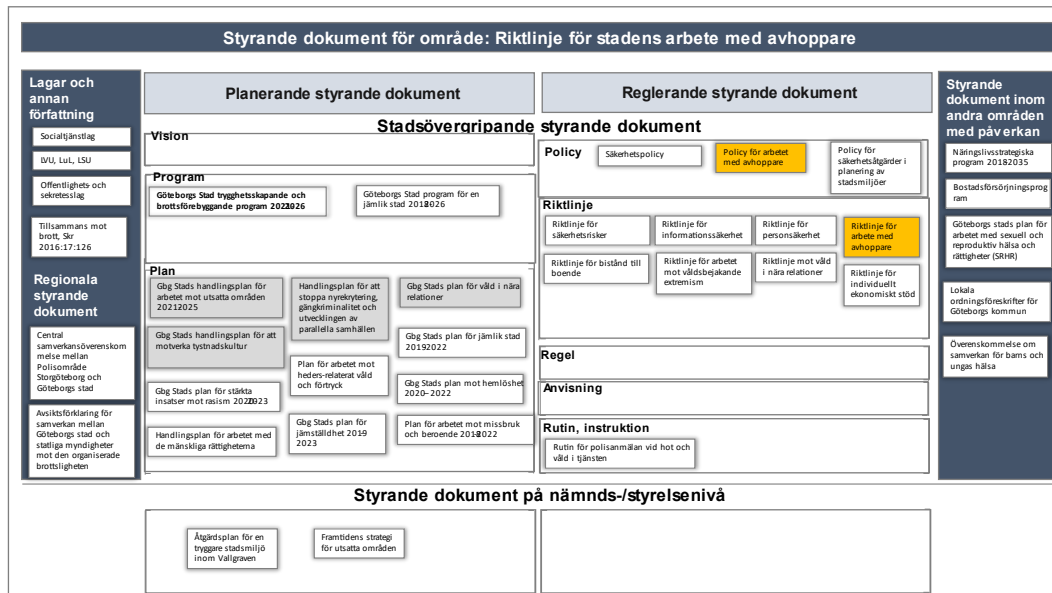 Styrande dokument för område: Riktlinje för stadens arbete med avhoppare
Lagar och
annan
författning
Socialtjänstlag
LVU, LuL, LSU
Offentlighets- och
sekretesslag
Tillsammans mot
brott, Skr
2016:17:126
Regionala
styrande
dokument
Central
samverkansöverenskom
melse mellan
Polisområde
Storgöteborg och
Göteborgs stad
Avsiktsförklaring för
samverkan mellan
Göteborgs stad och
statliga myndigheter
mot den organiserade
brottsligheten
Planerande styrande dokument
Reglerande styrande dokument
Stadsövergripande styrande dokument
Vision
Program
Göteborgs Stad trygghetsskapande och
brottsförebyggande program 2022-2026
Göteborgs Stad program för en
jämlik stad 2018-2026
Plan
Gbg Stads handlingsplan för
arbetet mot utsatta områden
2021-2025
Handlingsplan för att
stoppa nyrekrytering,
gängkriminalitet och
utvecklingen av
parallella samhällen
Gbg Stads plan för våld i nära
relationer
Gbg Stads handlingsplan för att
motverka tystnadskultur
Gbg Stads plan för jämlik stad
2019-2022
Plan för arbetet mot
heders-relaterat våld
och förtryck
Gbg Stads plan för stärkta
insatser mot rasism 2020-2023
Gbg Stads plan mot hemlöshet
2020–2022
Handlingsplan för arbetet med
de mänskliga rättigheterna
Gbg Stads plan för
jämställdhet 2019-
2023
Plan för arbetet mot missbruk
och beroende 2018-2022
Policy
Säkerhetspolicy
Policy för arbetet
med avhoppare
Policy för
säkerhetsåtgärder i
planering av
stadsmiljöer
Riktlinje
Riktlinje för
säkerhetsrisker
Riktlinje för
informationssäkerhet
Riktlinje för
personsäkerhet
Riktlinje för
arbete med
avhoppare
Riktlinje för bistånd till
boende
Riktlinje för arbetet
mot våldsbejakande
extremism
Riktlinje mot våld
i nära relationer
Riktlinje för
individuellt
ekonomiskt stöd
Regel
Anvisning
Rutin, instruktion
Rutin för polisanmälan vid hot och
våld i tjänsten
Styrande
dokument inom
andra områden
med påverkan
Näringslivsstrategiska
program 2018-2035
Bostadsförsörjningsprog
ram
Göteborgs stads plan för
arbetet med sexuell och
reproduktiv hälsa och
rättigheter (SRHR)
Lokala
ordningsföreskrifter för
Göteborgs kommun
Överenskommelse om
samverkan för barns och
ungas hälsa
Styrande dokument på nämnds-/styrelsenivå
Åtgärdsplan för en
tryggare stadsmiljö
inom Vallgraven
Framtidens strategi
för utsatta områden